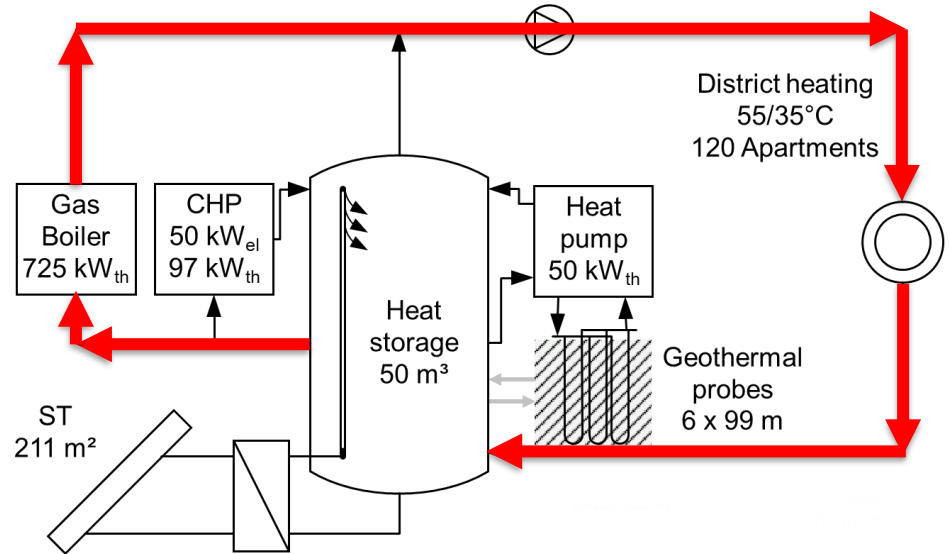 District heating
55/35°C
120 Apartments
Gas
Boiler
725 kWth
CHP
50 kWel
97 kWth
Heat
pump
50 kWth
Heat
storage
50 m³
Geothermal
probes
6 x 99 m
ST
211 m²